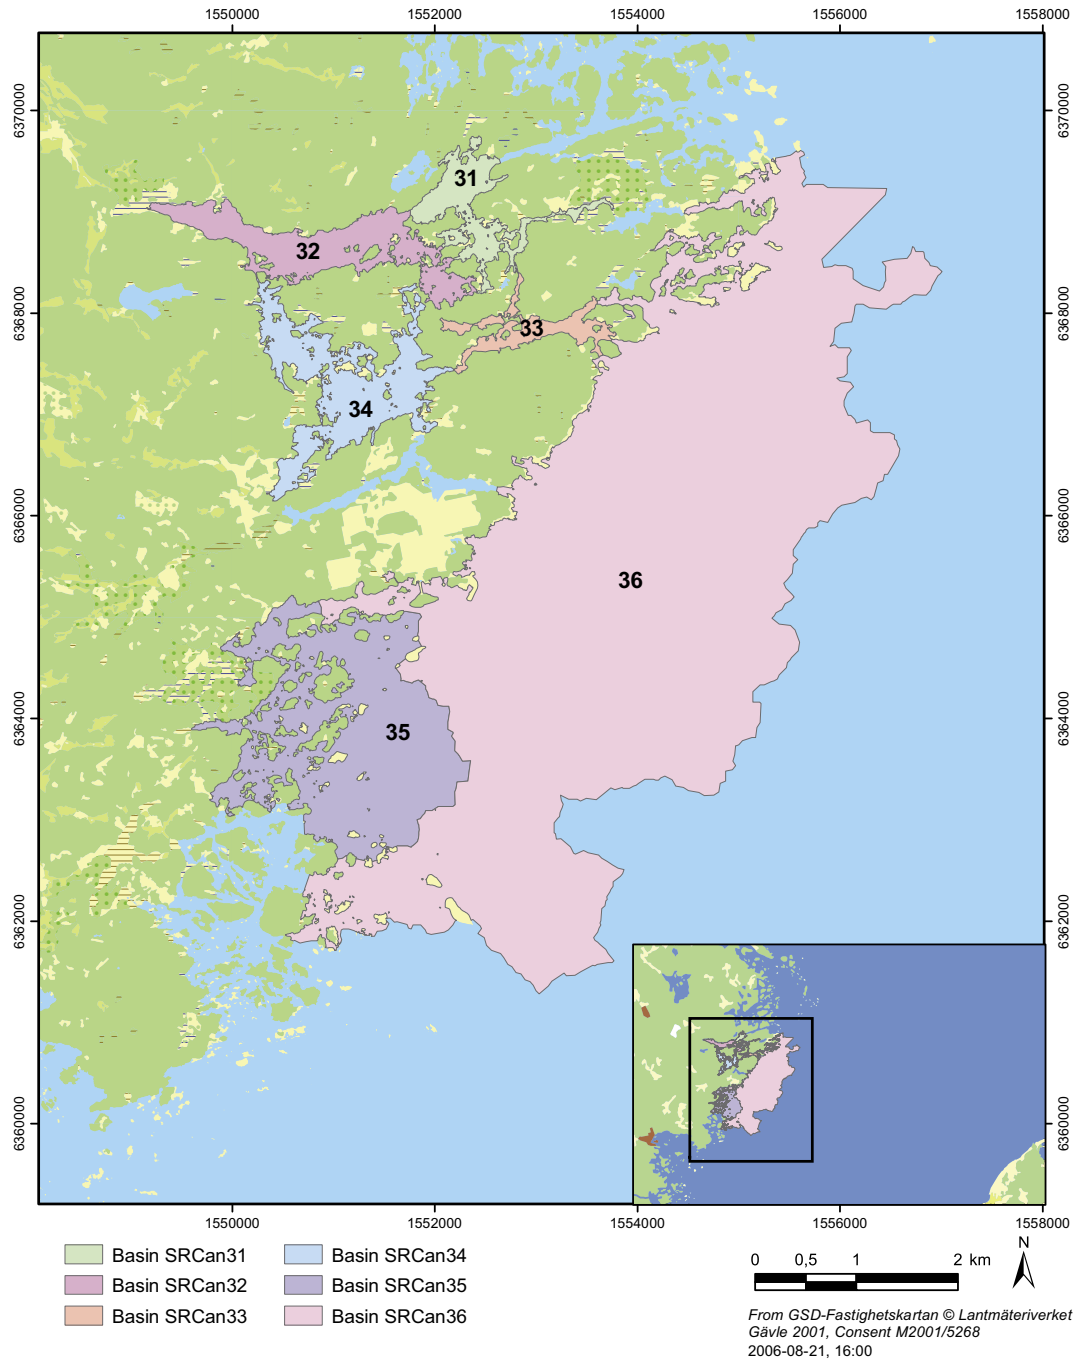 1550000 1552000 1554000 1556000 1558000
6370000 6370000
31
32
6368000 33 6368000
34
6366000 6366000
36
6364000 35 6364000
6362000 6362000
6360000 6360000
1550000 1552000 1554000 1556000 1558000
Basin SRCan31 Basin SRCan34
Basin SRCan32 Basin SRCan35
Basin SRCan33 Basin SRCan36
0 0,5 1 2 km
N
From GSD-Fastighetskartan © Lantmäteriverket
Gävle 2001, Consent M2001/5268
2006-08-21, 16:00